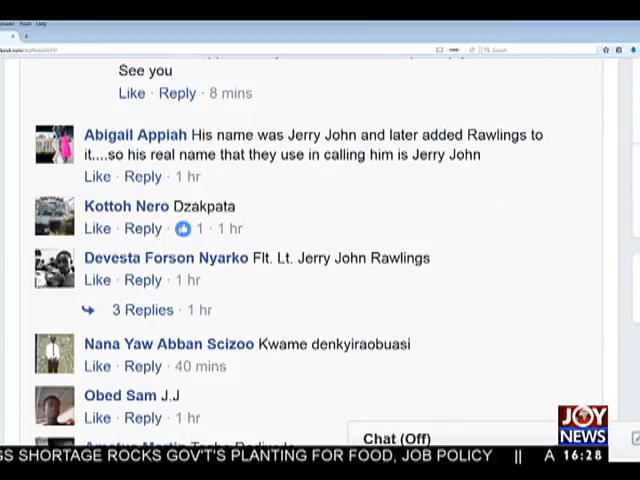 See you
Like · Reply · 8 mins
Abigail Appiah His name was Jerry John and later added Rawlings to
it....so his real name that they use in calling him is Jerry John
Like · Reply · 1 hr
Kottoh Nero Dzakpata
Like · Reply · 1 · 1 hr
Devesta Forson Nyarko Flt. Lt. Jerry John Rawlings
Like · Reply · 1 hr
3 Replies · 1 hr
Nana Yaw Abban Scizoo Kwame denkyiraobuasi
Like · Reply · 40 mins
Obed Sam J.J
Like · Reply · 1 hr
Chat (Off)
JOY
NEWS
GS SHORTAGE ROCKS GOV'T'S PLANTING FOR FOOD, JOB POLICY || A 16:28